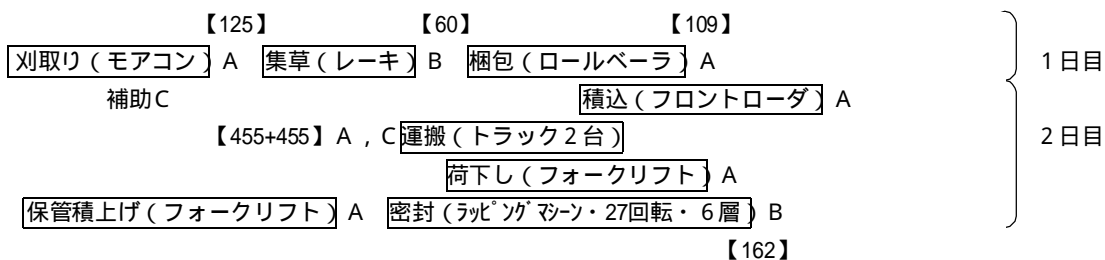 【125】 【60】 【109】
刈取り（モアコン） A 集草（レーキ） B 梱包（ロールベーラ） A 1日目
補助C 積込（フロントローダ） A
【455+455】A，C 運搬（トラック2台） 2日目
荷下し（フォークリフト） A
保管積上げ（フォークリフト） A 密封（ﾗｯﾋﾟﾝｸﾞﾏｼｰﾝ・27回転・6層） B
【162】